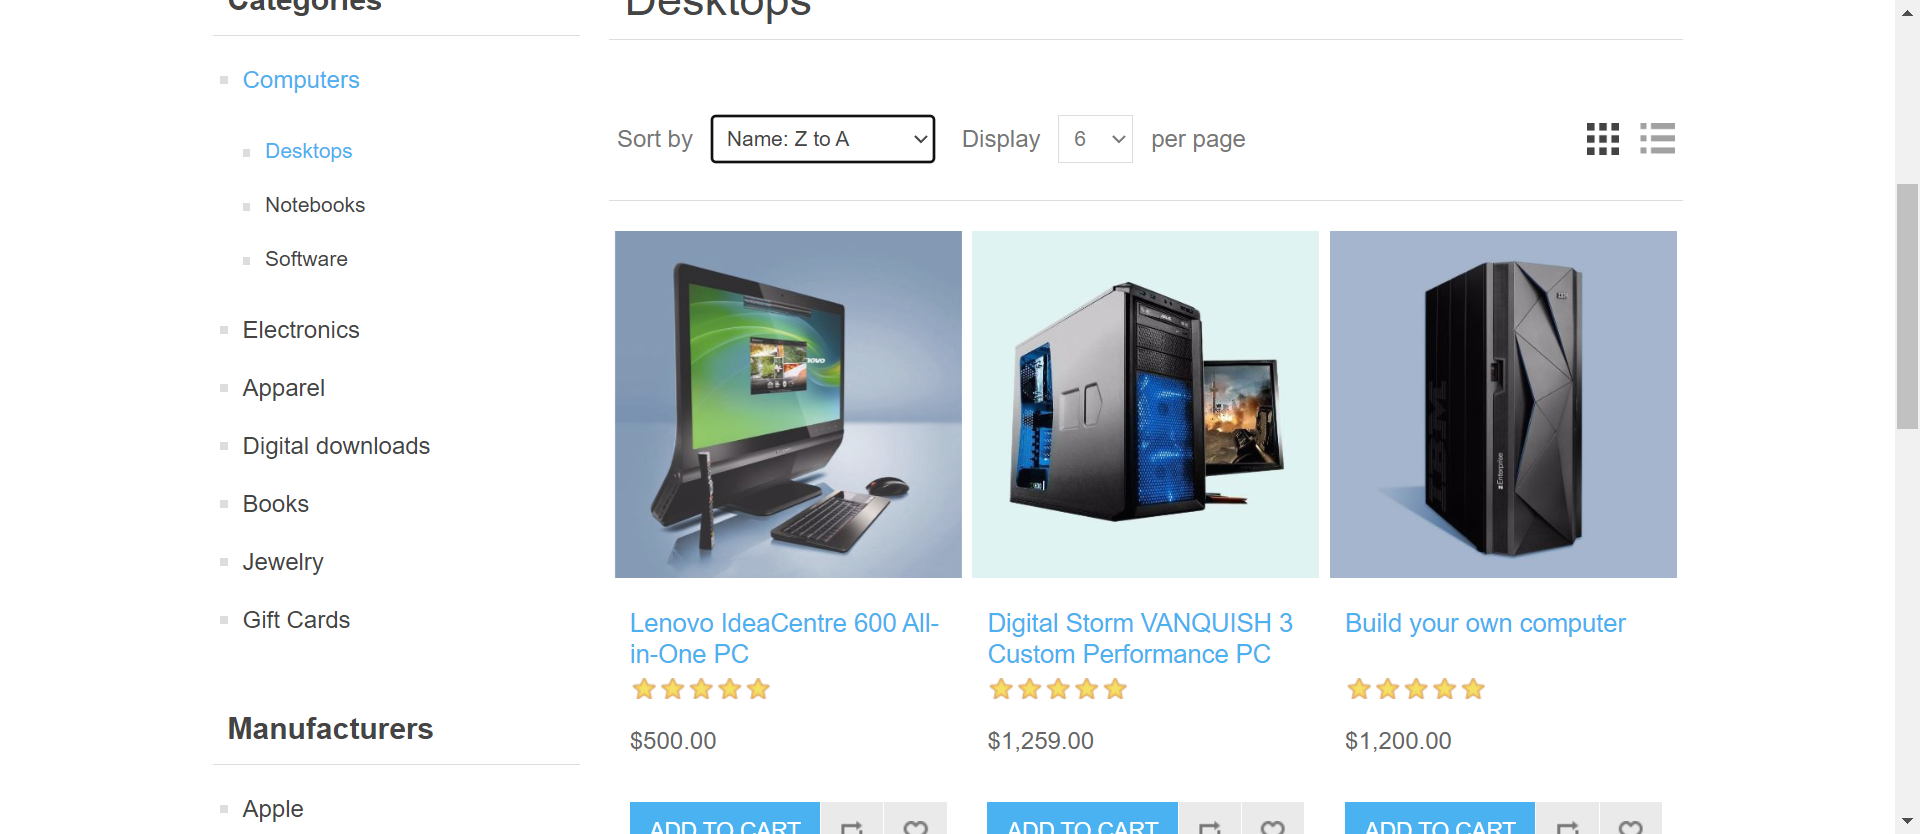 Categories
Desktops
Computers
Sort by Name: Z to A Display 6 per page
Desktops
Notebooks
Software
Electronics
Apparel
Digital downloads
Books
Jewelry
Gift Cards
IBM
Enterprise
Lenovo IdeaCentre 600 All-
in-One PC
Digital Storm VANQUISH 3
Custom Performance PC
Build your own computer
$500.00
$1,259.00
$1,200.00
Manufacturers
Apple
ADD TO CART
ADD TO CART
ADD TO CART